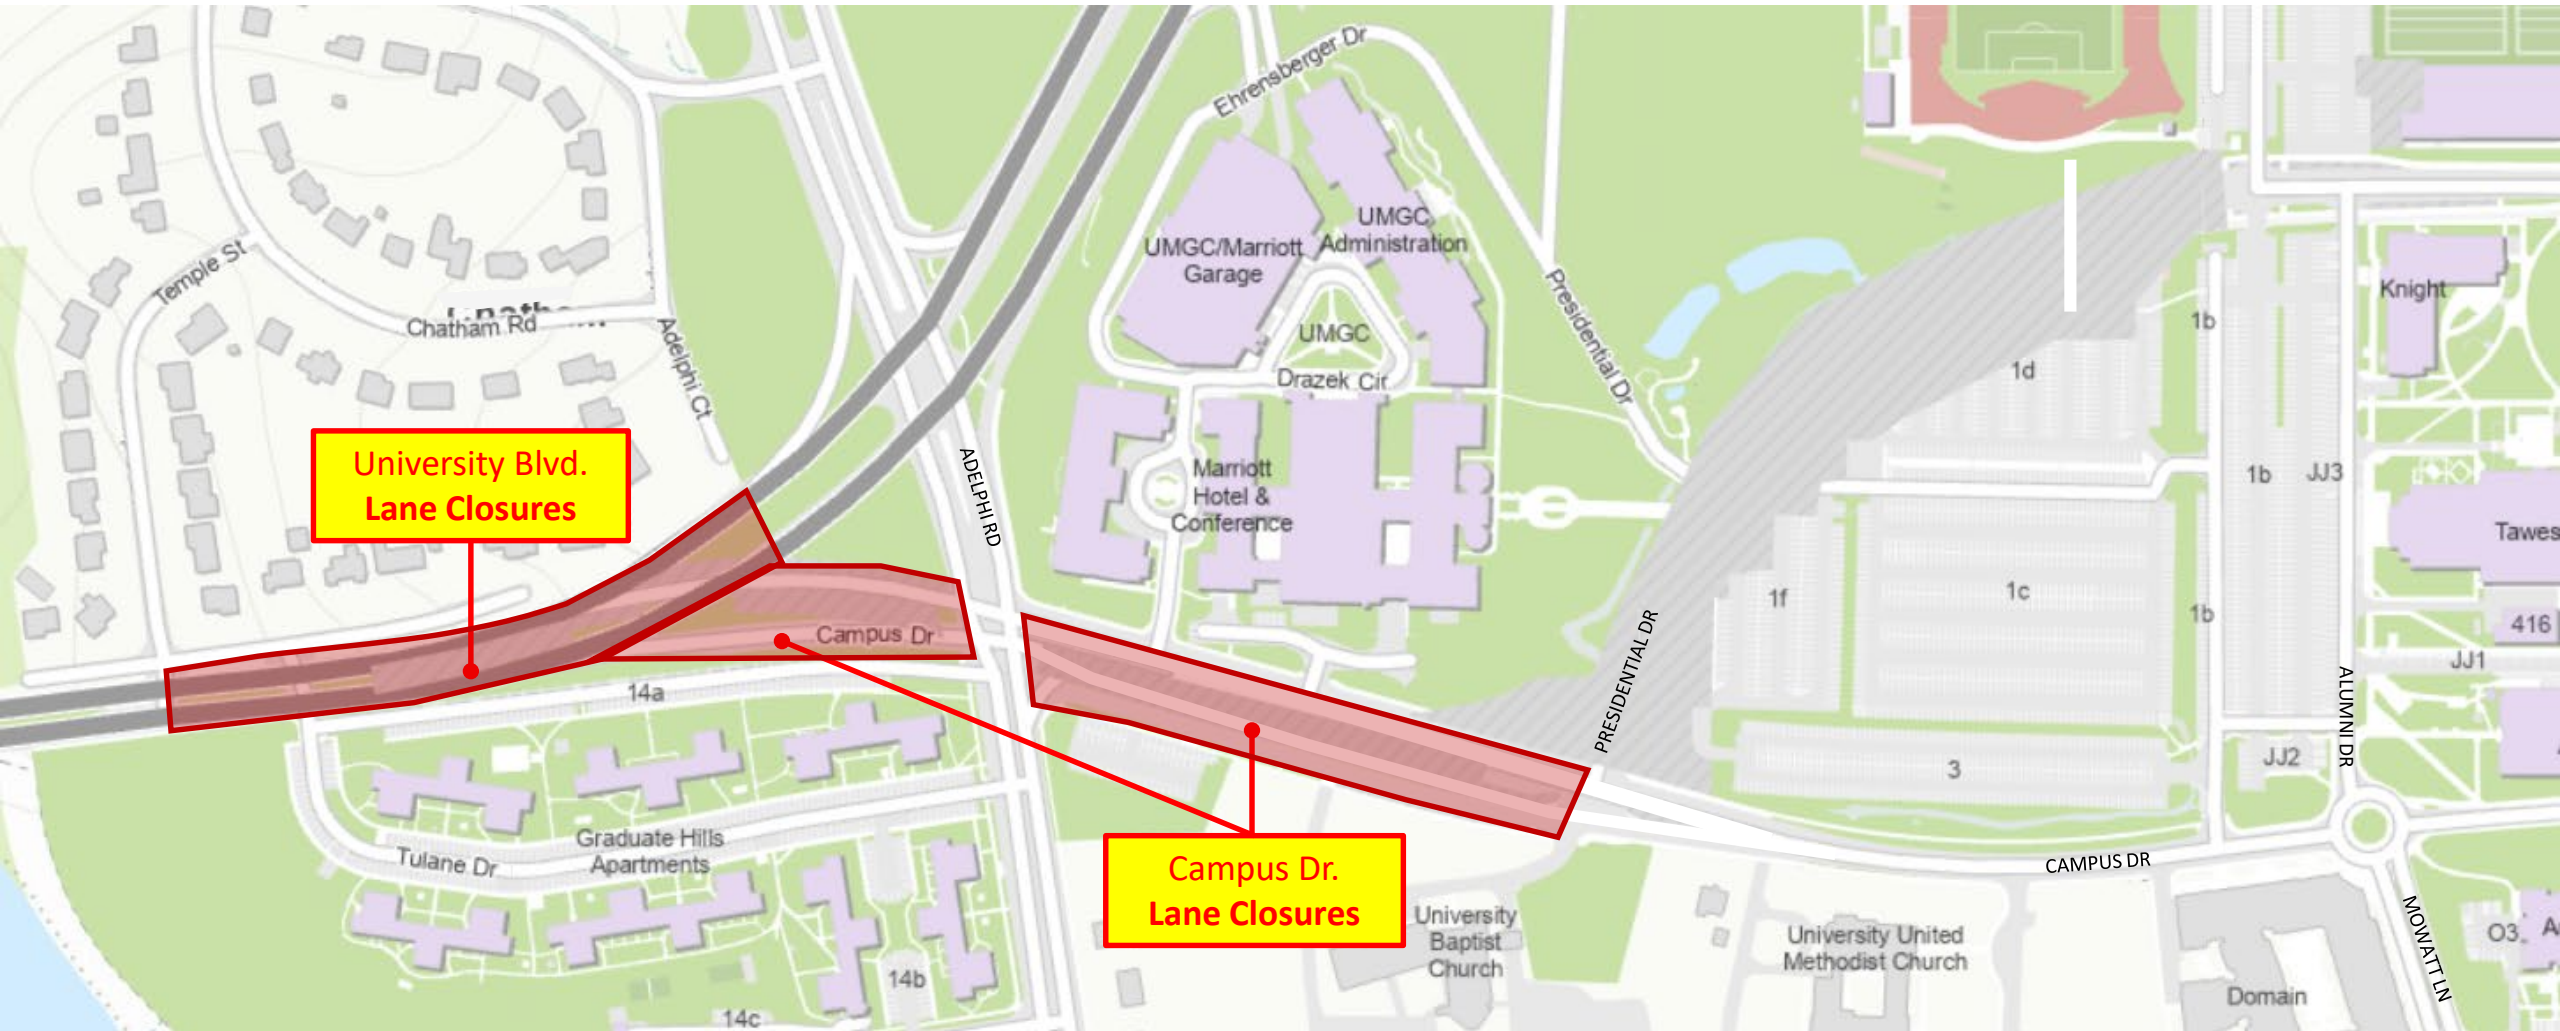 Ehrensberger Dr
UMGC/Marriott
Garage
UMGC
Administration
Temple St
Chatham Rd
Adelphi Ct
UMGC
Drazek Cir
Presidential Dr
Knight
1b
1d
University Blvd.
Lane Closures
ADELPHI RD
Marriott
Hotel &
Conference
1b
JJ3
Tawes
1f
1c
1b
416
Campus Dr
PRESIDENTIAL DR
JJ1
14a
ALUMNI DR
JJ2
3
Graduate Hills
Apartments
Tulane Dr
Campus Dr.
Lane Closures
CAMPUS DR
University
Baptist
Church
University United
Methodist Church
MOWATT LN
O3
A
14b
Domain
14c